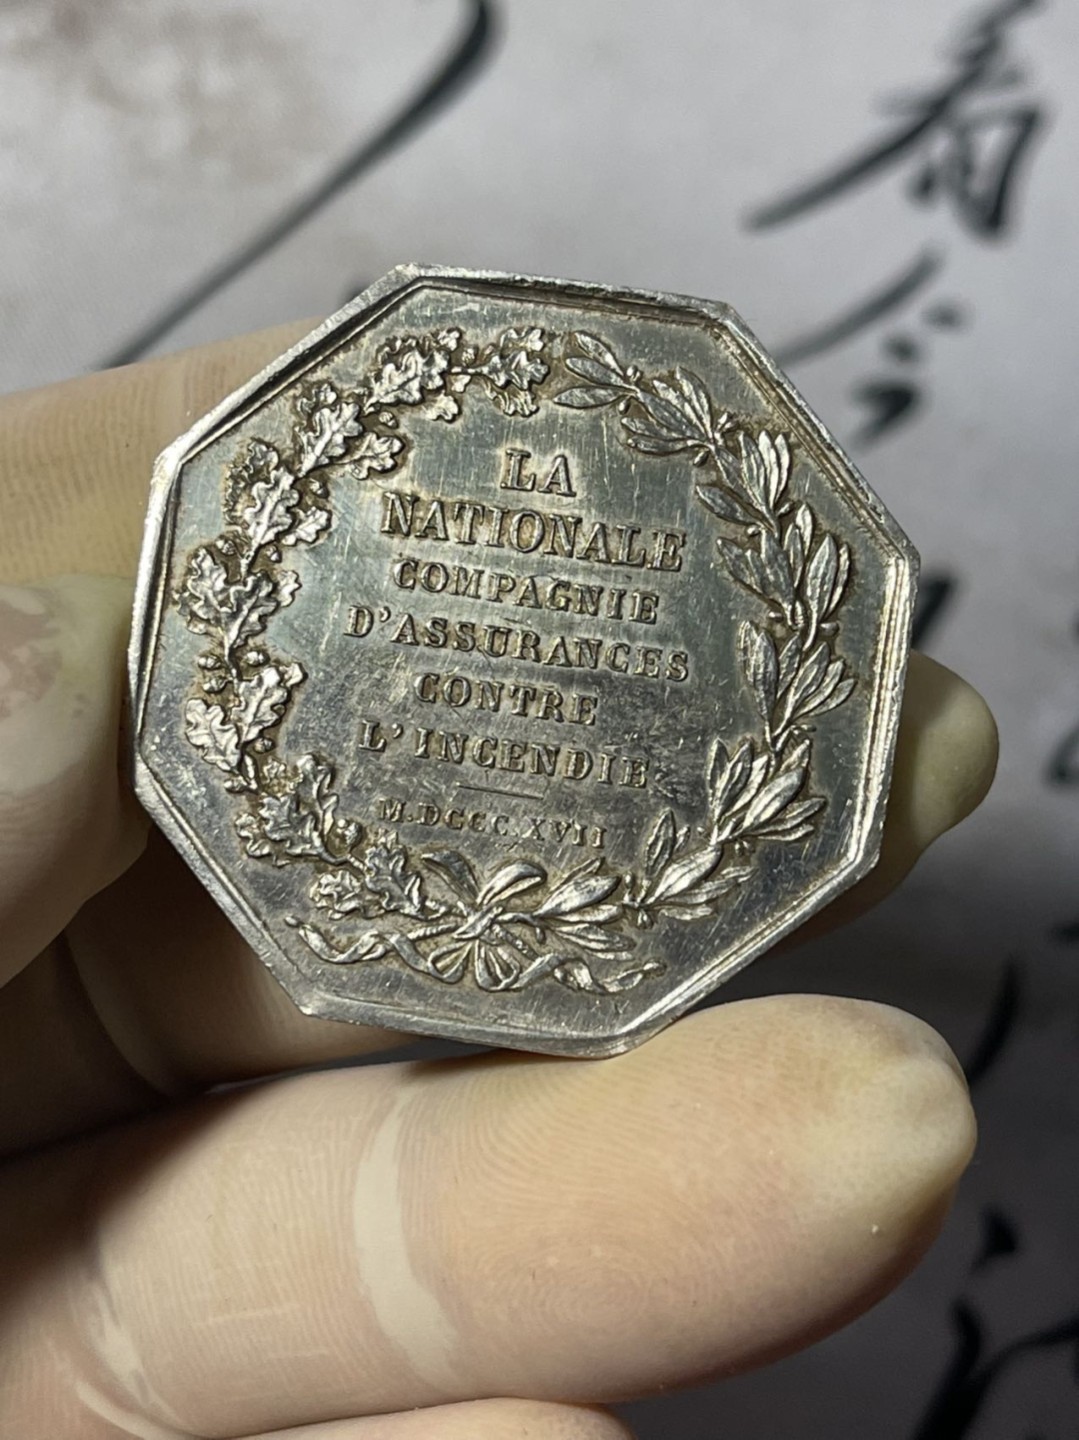 LA
NATIONALE
COMPAGNIE
D'ASSURANCES
CONTRE
L'INCENDIE
M.DCCC.XVII